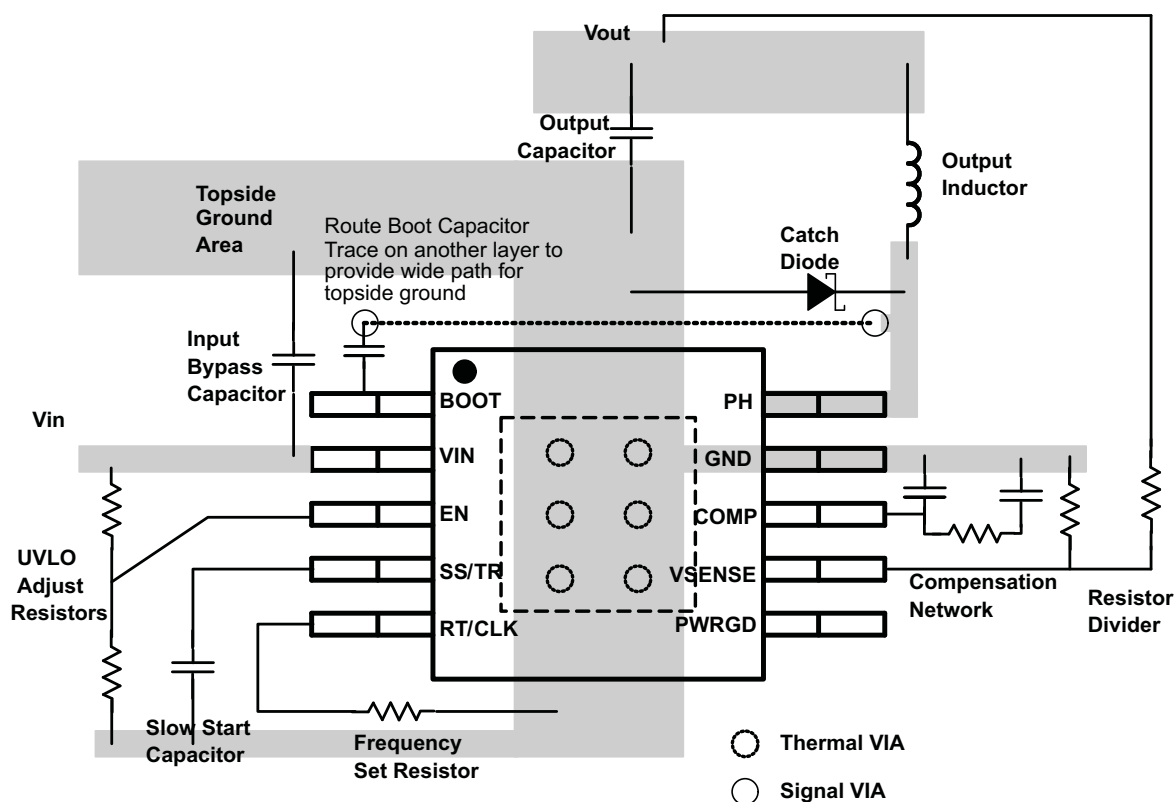 Vout
Output
Capacitor
Output
Inductor
Topside
Ground
Area
Route Boot Capacitor
Trace on another layer to
provide wide path for
topside ground
Catch
Diode
Input
Bypass
Capacitor
Vin
BOOT
VIN
EN
SS/TR
RT/CLK
PH
GND
COMP
VSENSE
PWRGD
UVLO
Adjust
Resistors
Compensation
Network
Resistor
Divider
Slow Start
Capacitor
Frequency
Set Resistor
Thermal VIA
Signal VIA